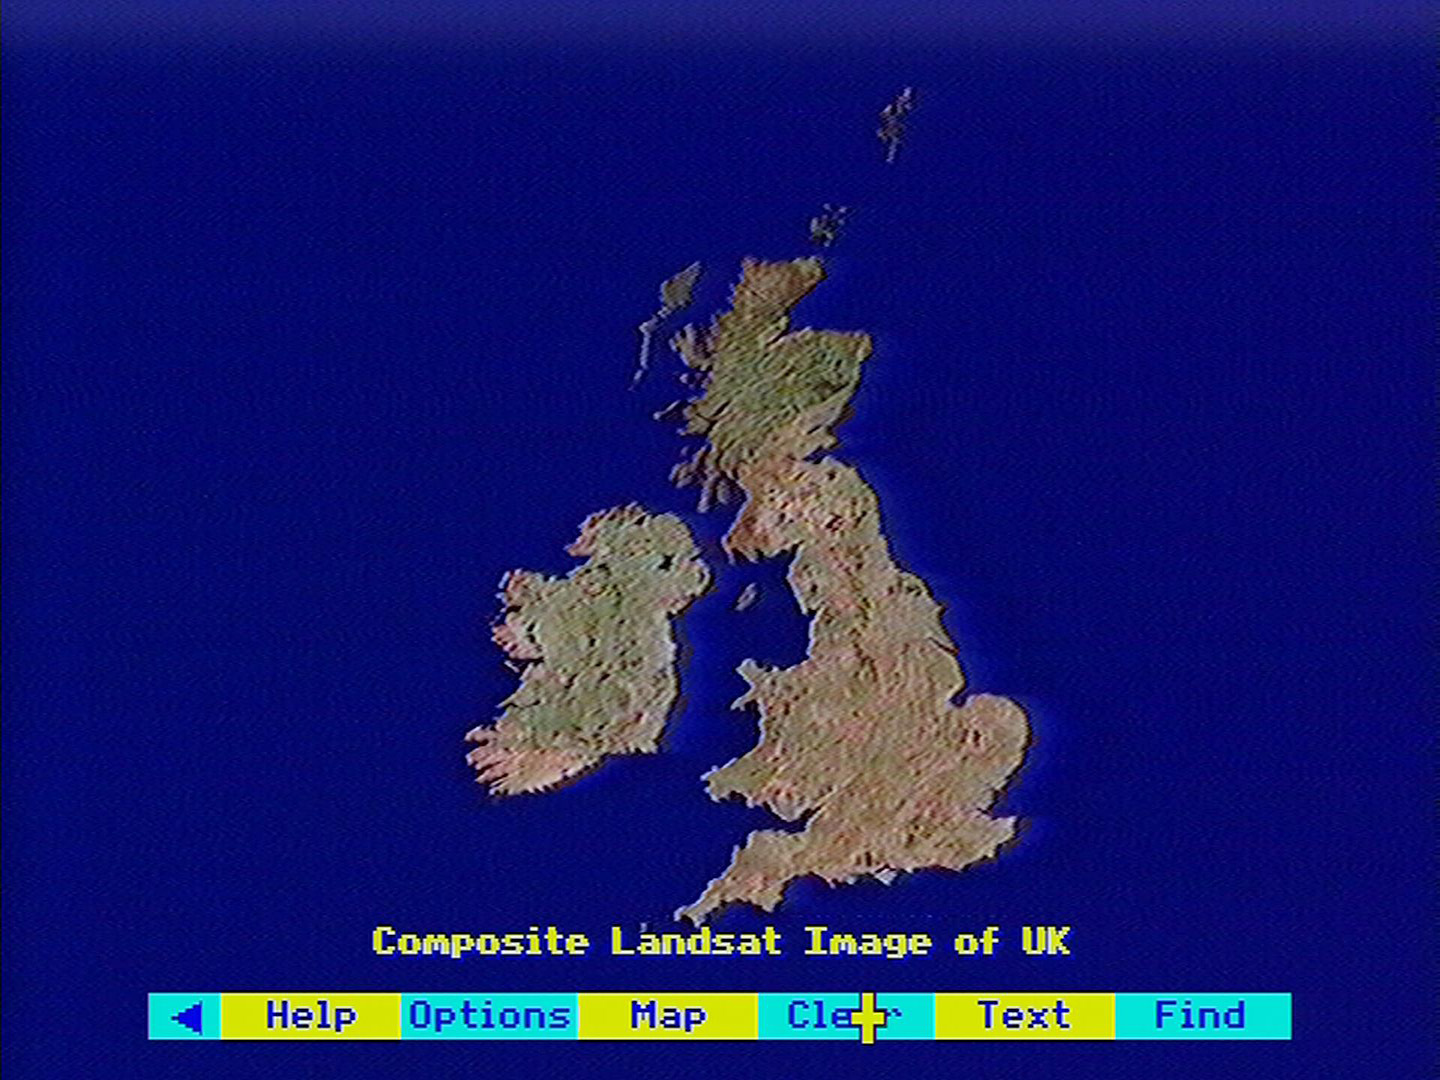 Composite Landsat Image of UK
Help Options Map Text Find